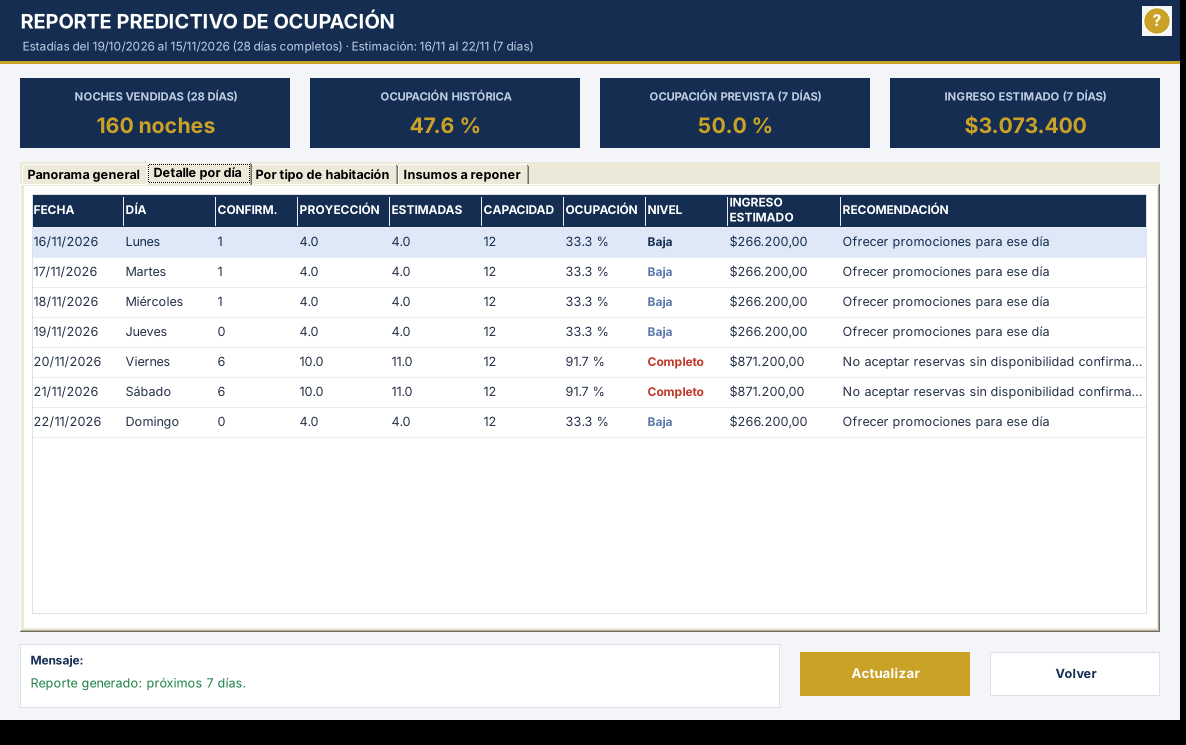 REPORTE PREDICTIVO DE OCUPACIÓN
?
Estadías del 19/10/2026 al 15/11/2026 (28 días completos) · Estimación: 16/11 al 22/11 (7 días)
NOCHES VENDIDAS (28 DÍAS)
160 noches
OCUPACIÓN HISTÓRICA
47.6 %
OCUPACIÓN PREVISTA (7 DÍAS)
50.0 %
INGRESO ESTIMADO (7 DÍAS)
$3.073.400
Panorama general Detalle por día Por tipo de habitación Insumos a reponer
FECHA DÍA CONFIRM. PROYECCIÓN ESTIMADAS CAPACIDAD OCUPACIÓN NIVEL INGRESO ESTIMADO RECOMENDACIÓN
16/11/2026 Lunes 1 4.0 4.0 12 33.3 % Baja $266.200,00 Ofrecer promociones para ese día
17/11/2026 Martes 1 4.0 4.0 12 33.3 % Baja $266.200,00 Ofrecer promociones para ese día
18/11/2026 Miércoles 1 4.0 4.0 12 33.3 % Baja $266.200,00 Ofrecer promociones para ese día
19/11/2026 Jueves 0 4.0 4.0 12 33.3 % Baja $266.200,00 Ofrecer promociones para ese día
20/11/2026 Viernes 6 10.0 11.0 12 91.7 % Completo $871.200,00 No aceptar reservas sin disponibilidad confirma...
21/11/2026 Sábado 6 10.0 11.0 12 91.7 % Completo $871.200,00 No aceptar reservas sin disponibilidad confirma...
22/11/2026 Domingo 0 4.0 4.0 12 33.3 % Baja $266.200,00 Ofrecer promociones para ese día
Mensaje:
Reporte generado: próximos 7 días.
Actualizar
Volver